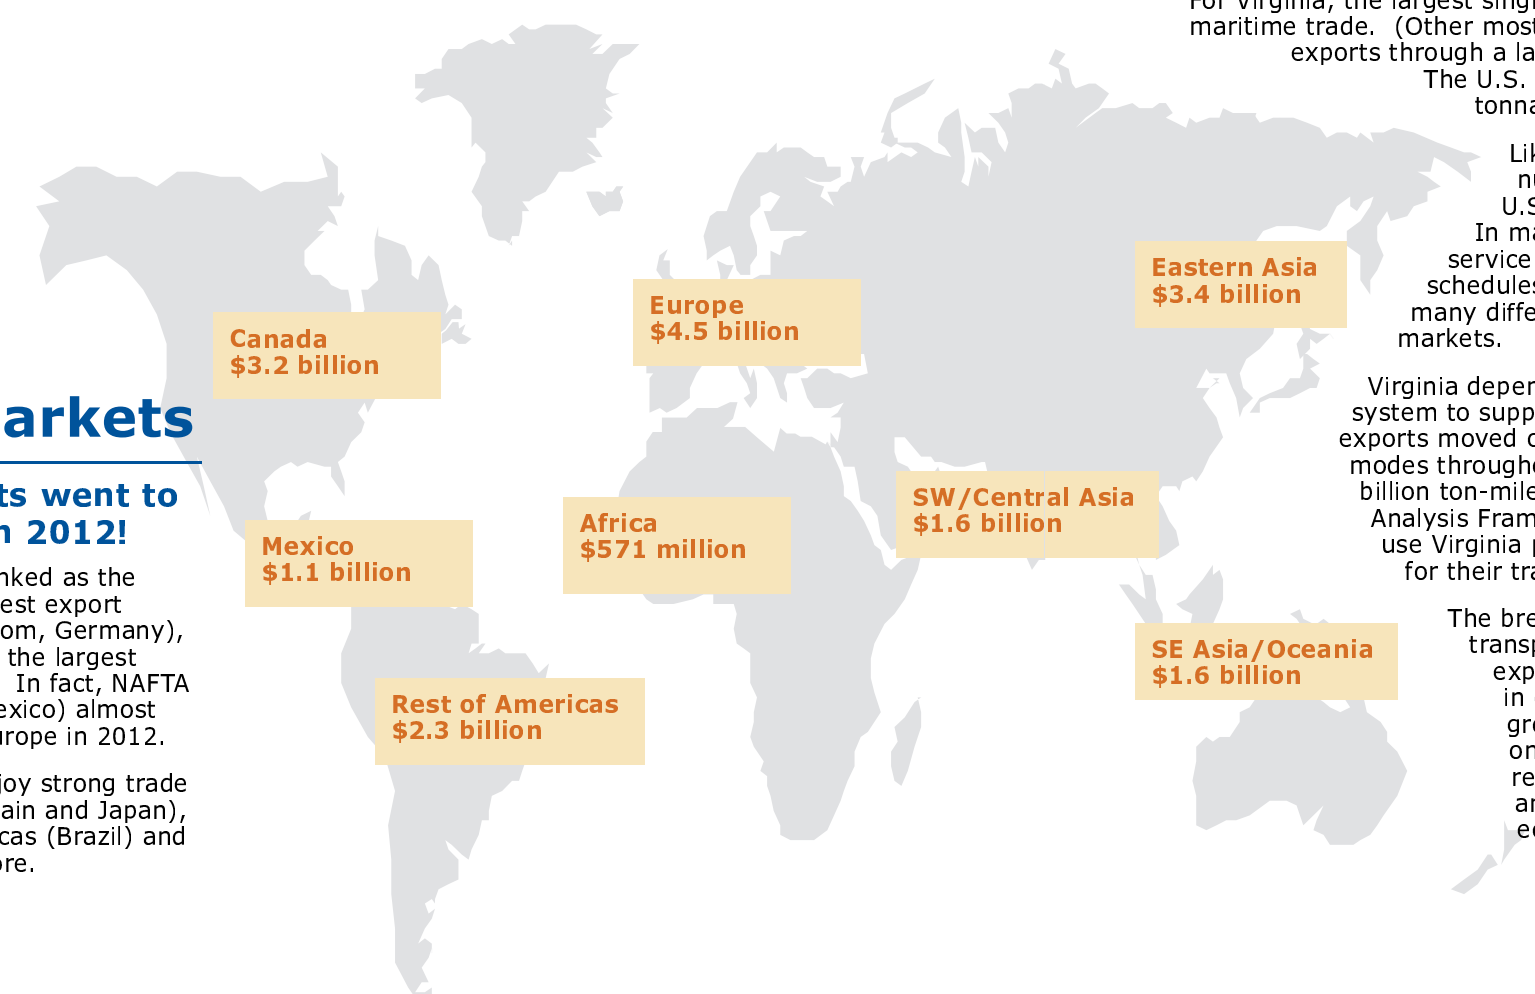 arkets
ts went to
n 2012!
nked as the
est export
om, Germany),
the largest
In fact, NAFTA
exico) almost
urope in 2012.
joy strong trade
ain and Japan),
cas (Brazil) and
ore.
Canada
$3.2 billion
Mexico
$1.1 billion
Rest of Americas
$2.3 billion
Europe
$4.5 billion
Africa
$571 million
SW/Central Asia
$1.6 billion
Eastern Asia
$3.4 billion
SE Asia/Oceania
$1.6 billion
For Virginia, the largest sing
maritime trade. (Other most
exports through a la
The U.S.
tonna
Lik
nu
U.S
In ma
service
schedules
many diffe
markets.
Virginia deper
system to supp
exports moved o
modes through
billion ton-mile
Analysis Fram
use Virginia p
for their tra
The bre
transp
exp
in
gro
on
re
ar
ec